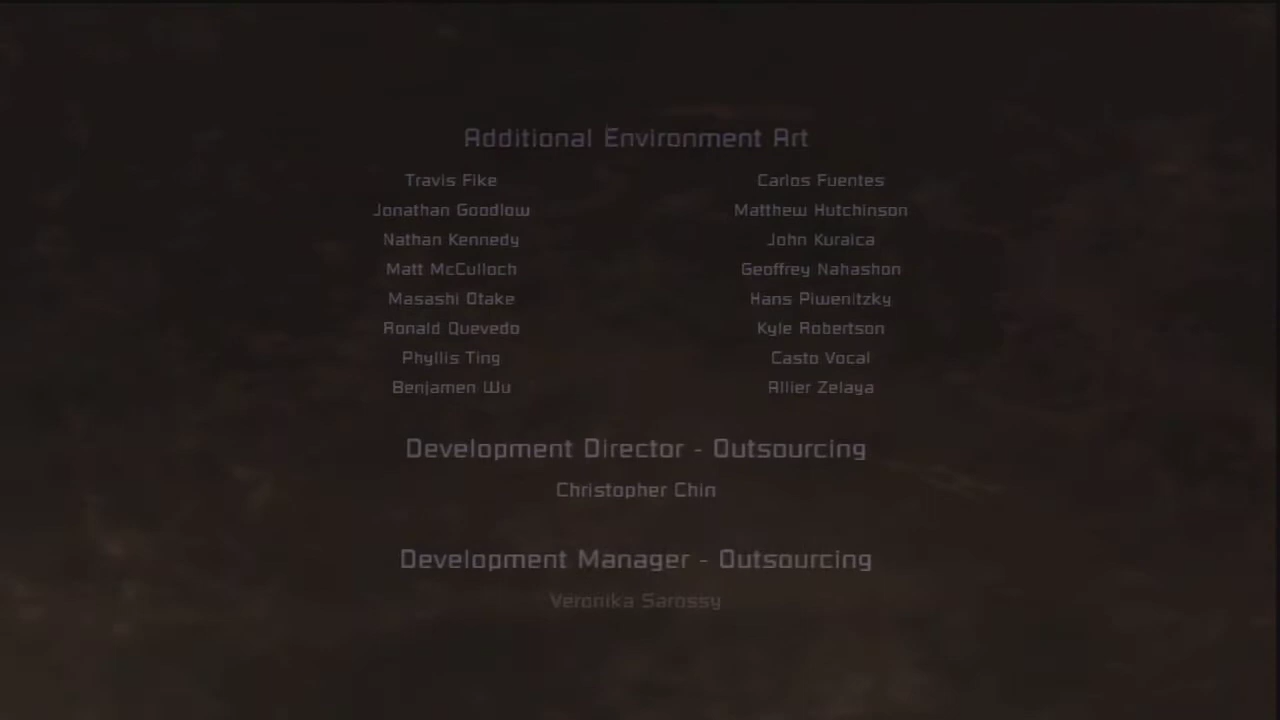 Additional Environment Art
Travis Fike Carlos Fuentes
Jonathan Goodlow Matthew Hutchinson
Nathan Kennedy John Kuraica
Matt McCulloch Geoffrey Nahashon
Masashi Otake Hans Piwenitzky
Ronald Quevedo Kyle Robertson
Phyllis Ting Casto Vocal
Benjamen Wu Allier Zelaya
Development Director - Outsourcing
Christopher Chin
Development Manager - Outsourcing
Veronika Sarossy